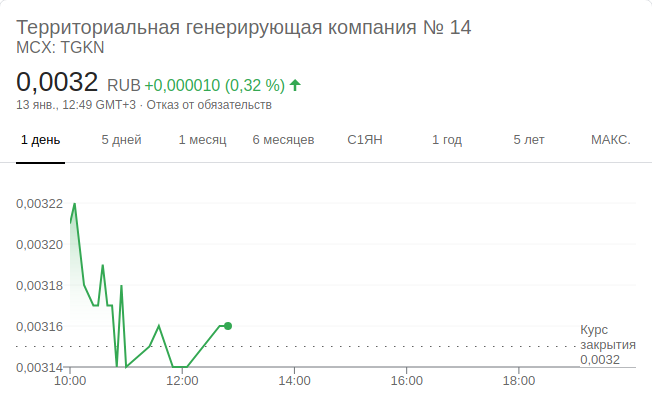 Территориальная генерирующая компания № 14
MCX: TGKN
0,0032 RUB +0,000010 (0,32 %)
13 янв., 12:49 GMT+3 · Отказ от обязательств
1 день 5 дней 1 месяц 6 месяцев С1ЯН 1 год 5 лет МАКС.
0,00322
0,00320
0,00318
0,00316
0,00314
Курс
закрытия
0,0032
10:00 12:00 14:00 16:00 18:00